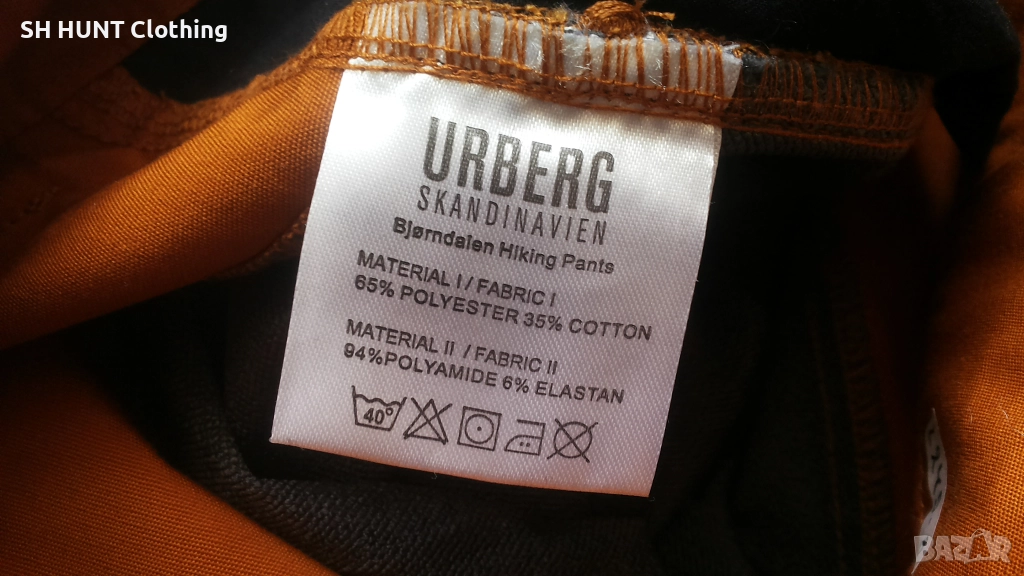 SH HUNT Clothing
URBERG
SKANDINAVIEN
Bjørndalen Hiking Pants
MATERIAL I / FABRIC I
65% POLYESTER 35% COTTON
MATERIAL II / FABRIC II
94%POLYAMIDE 6% ELASTAN
40°
BAZAR